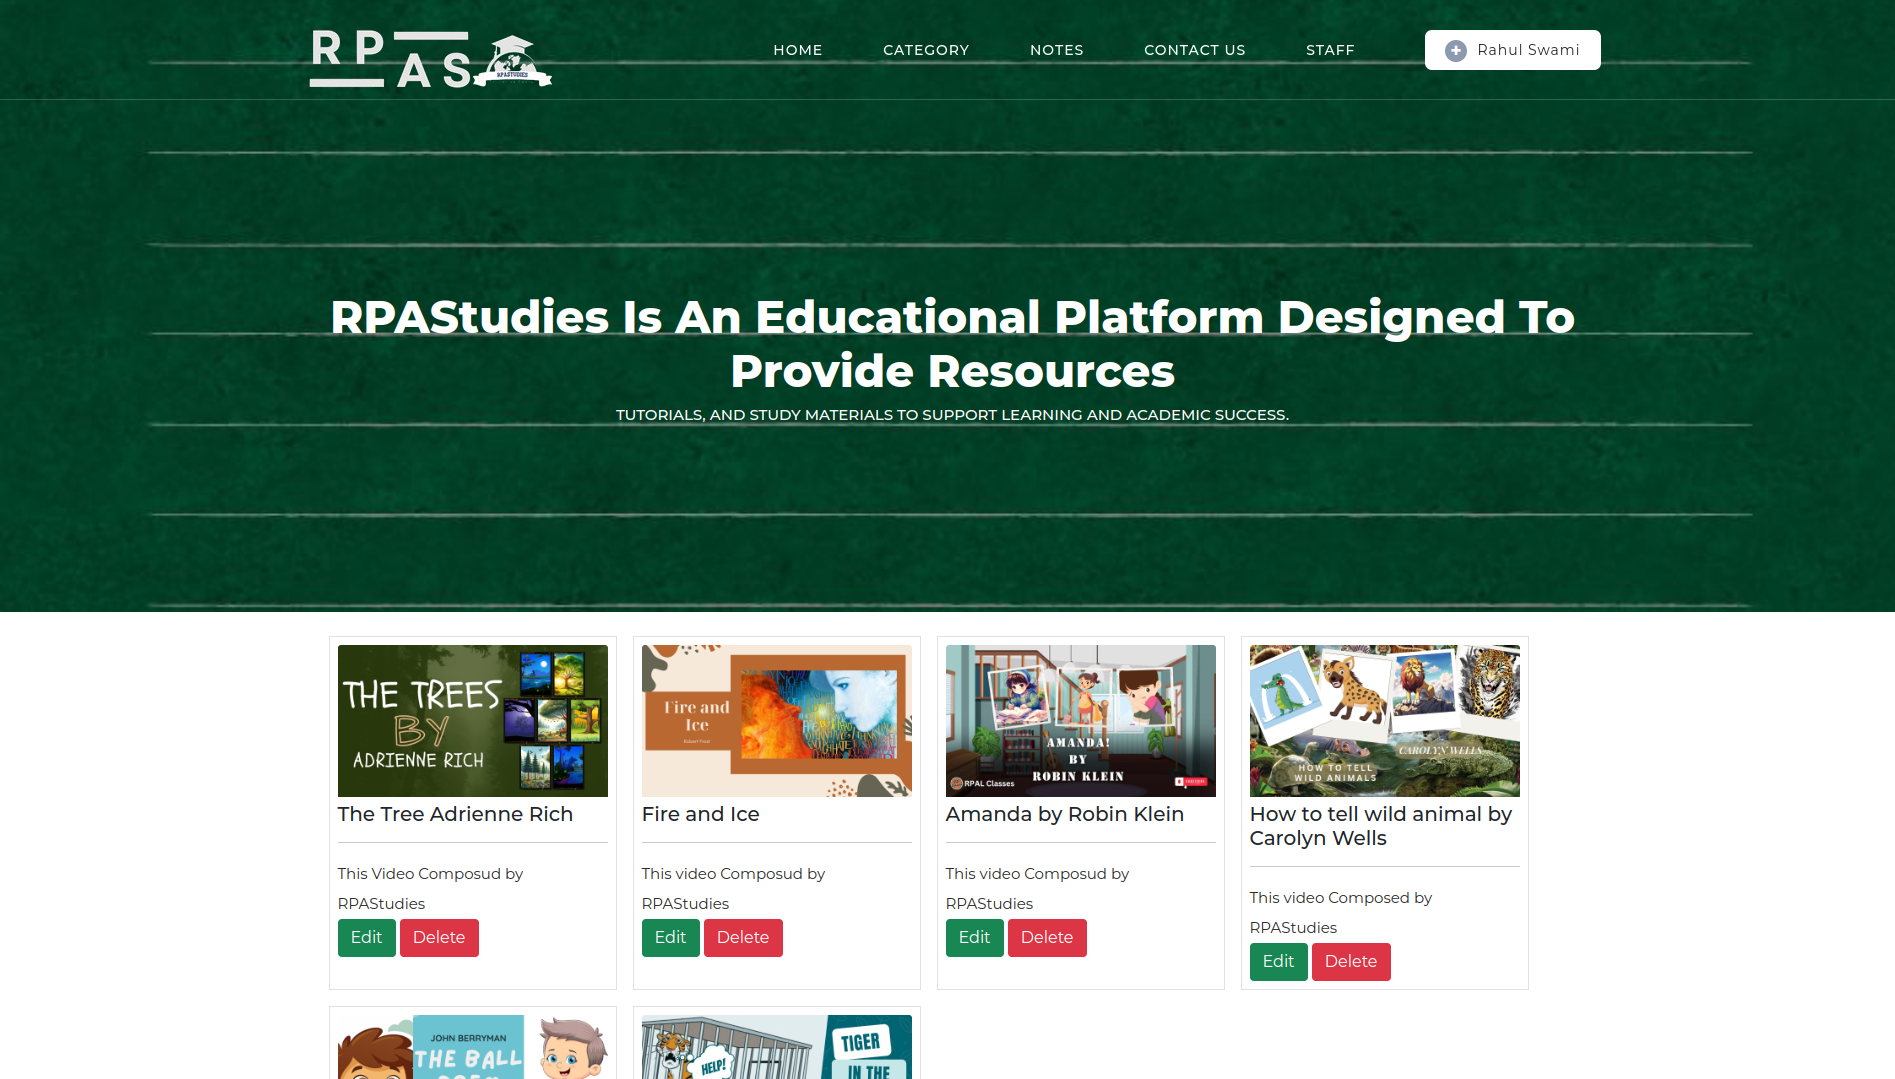 RP
AS
RPASTUDIES
HOME
CATEGORY
NOTES
CONTACT US
STAFF
Rahul Swami
RPAStudies Is An Educational Platform Designed To
Provide Resources
TUTORIALS, AND STUDY MATERIALS TO SUPPORT LEARNING AND ACADEMIC SUCCESS.
THE TREES
BY
ADRIENNE RICH
The Tree Adrienne Rich
This Video Composud by
RPAStudies
Edit
Delete
Fire and
Ice
Robert Frost
Fire and Ice
This video Composud by
RPAStudies
Edit
Delete
AMANDA!
BY
ROBIN KLEIN
RPAL Classes
Amanda by Robin Klein
This video Composud by
RPAStudies
Edit
Delete
CAROLYN WELLS
HOW TO TELL
WILD ANIMALS
How to tell wild animal by
Carolyn Wells
This video Composed by
RPAStudies
Edit
Delete
JOHN BERRYMAN
THE BALL
HELP!
TIGER
IN THE